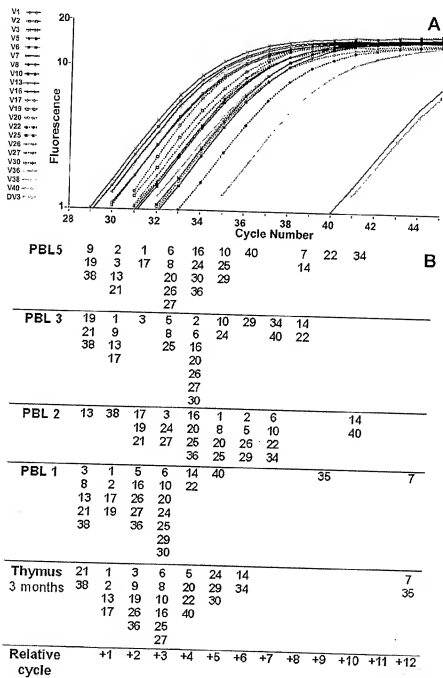 V1
V2
V3
V5
V6
V7
V8
V10
V13
V16
V17
V19
V20
V22
V25
V26
V27
V30
V35
V38
V40
DV3
A
Fluorescence
20
10
1
28 30 32 34 36 38 40 42 44
Cycle Number
B
PBL5 9 2 1 6 16 10 40 7 22 34
19 3 17 8 24 25 14
38 13 20 30 29
21 26 36
27
PBL 3 19 1 3 5 2 10 29 34 14
21 9 8 6 24 40 22
38 13 25 16
17 20
26
27
30
PBL 2 13 38 17 3 16 1 2 6 14
19 24 20 8 5 10 40
21 27 25 20 26 22
36 25 29 34
PBL 1 3 1 5 6 14 40 35 7
8 2 16 10 22
13 17 26 20
21 19 27 24
38 36 25
29
30
Thymus 21 1 3 6 5 24 14 7
3 months 38 2 9 8 20 29 34 35
13 19 10 22 30
17 26 16 40
36 25
27
Relative +1 +2 +3 +4 +5 +6 +7 +8 +9 +10 +11 +12
cycle